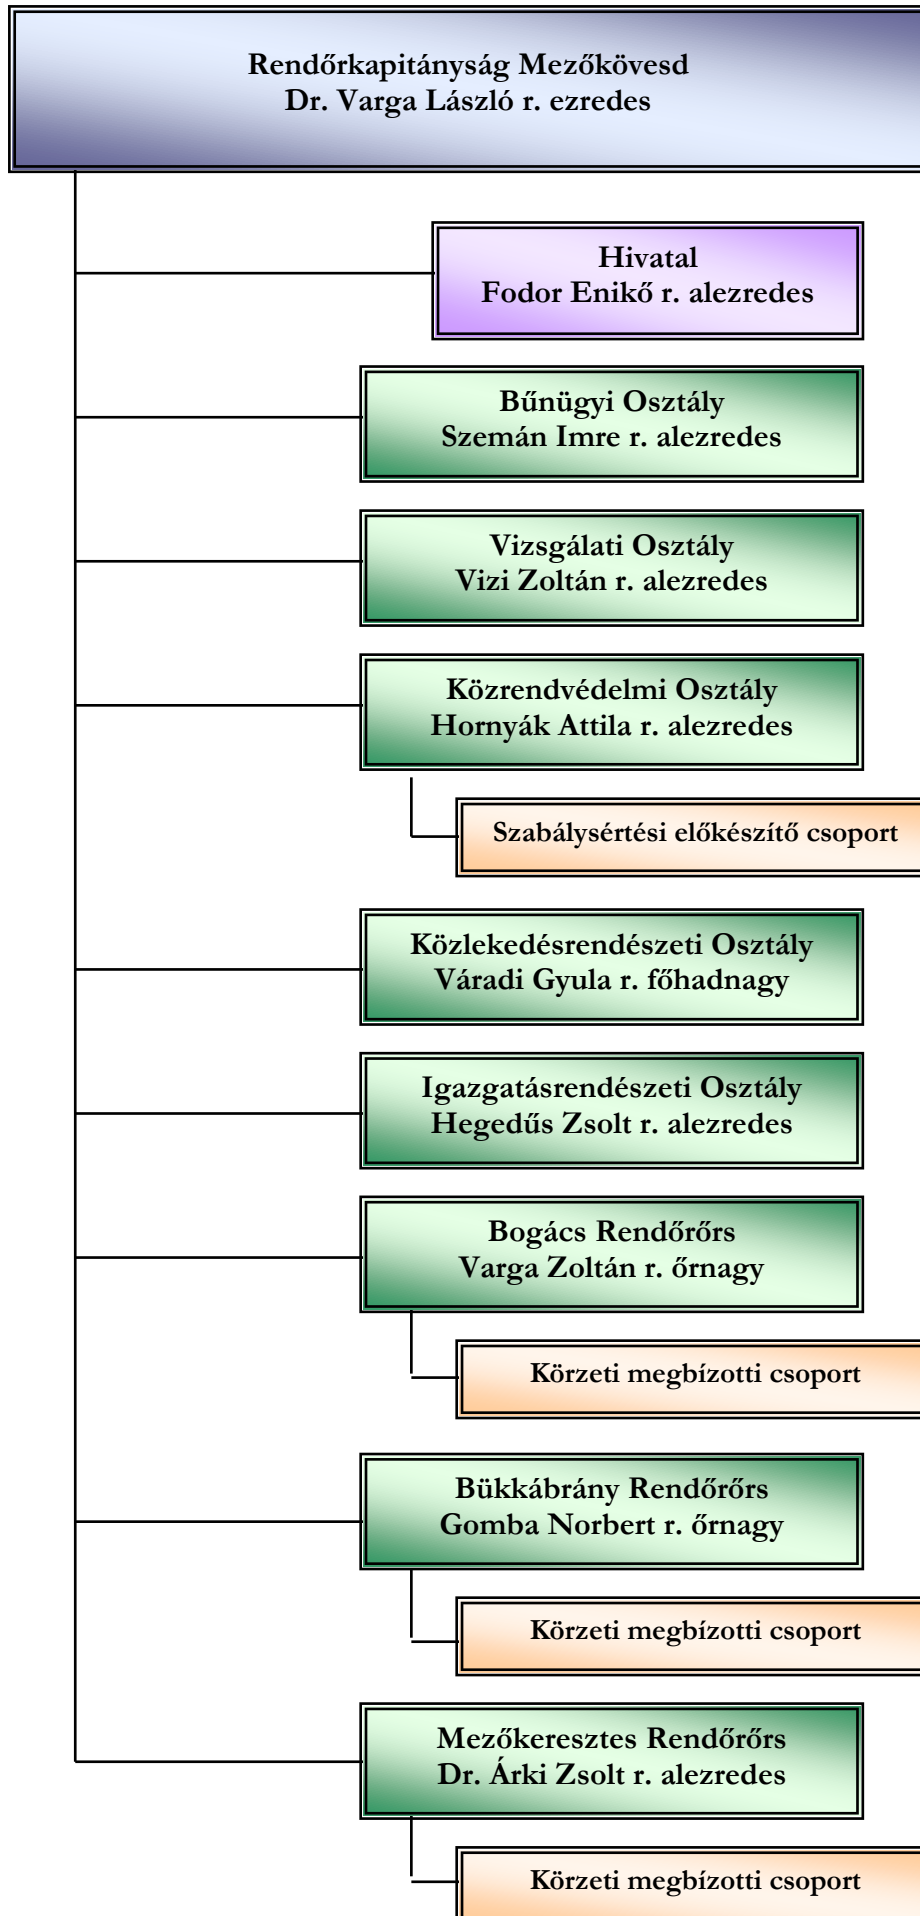 Rendőrkapitányság Mezőkövesd
Dr. Varga László r. ezredes
Hivatal
Fodor Enikő r. alezredes
Bűnügyi Osztály
Szemán Imre r. alezredes
Vizsgálati Osztály
Vizi Zoltán r. alezredes
Közrendvédelmi Osztály
Hornyák Attila r. alezredes
Szabálysértési előkészítő csoport
Közlekedésrendészeti Osztály
Váradi Gyula r. főhadnagy
Igazgatásrendészeti Osztály
Hegedűs Zsolt r. alezredes
Bogács Rendőrőrs
Varga Zoltán r. őrnagy
Körzeti megbízotti csoport
Bükkábrány Rendőrőrs
Gomba Norbert r. őrnagy
Körzeti megbízotti csoport
Mezőkeresztes Rendőrőrs
Dr. Árki Zsolt r. alezredes
Körzeti megbízotti csoport